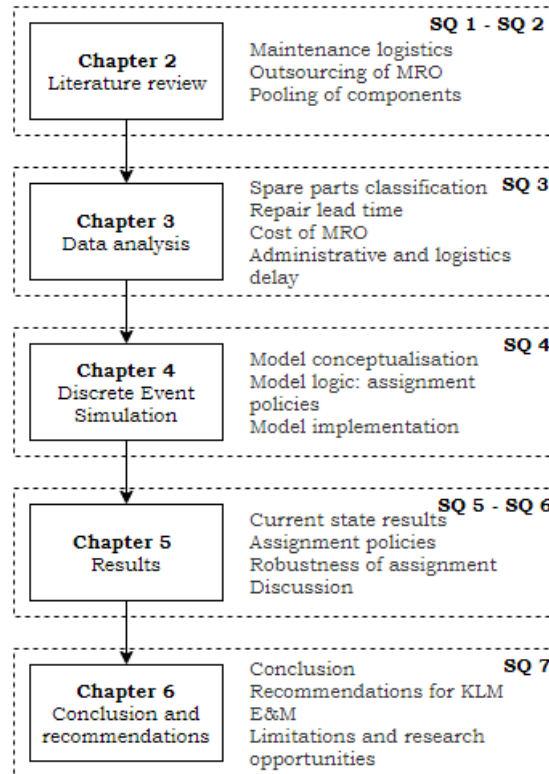 SQ 1 - SQ 2
Chapter 2
Literature review
Maintenance logistics
Outsourcing of MRO
Pooling of components
SQ 3
Chapter 3
Data analysis
Spare parts classification
Repair lead time
Cost of MRO
Administrative and logistics
delay
SQ 4
Chapter 4
Discrete Event
Simulation
Model conceptualisation
Model logic: assignment
policies
Model implementation
SQ 5 - SQ 6
Chapter 5
Results
Current state results
Assignment policies
Robustness of assignment
Discussion
SQ 7
Chapter 6
Conclusion and
recommendations
Conclusion
Recommendations for KLM
E&M
Limitations and research
opportunities